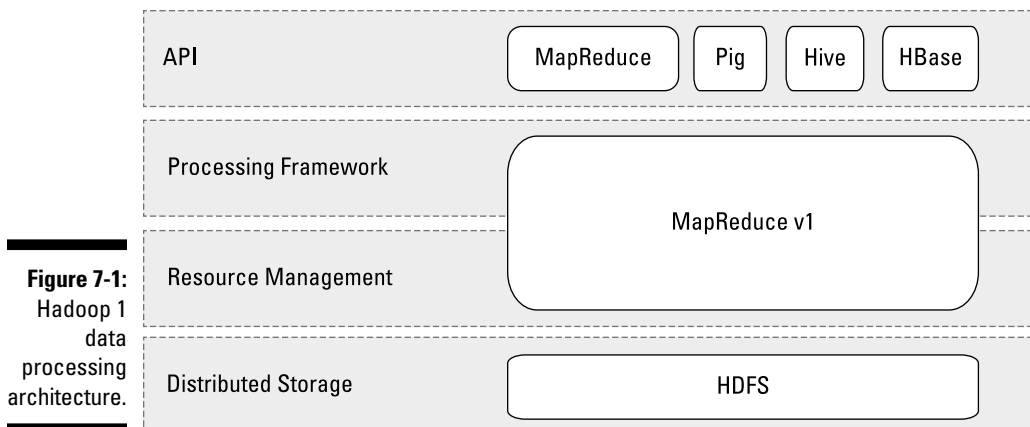 API
MapReduce
Pig
Hive
HBase
Processing Framework
MapReduce v1
Resource Management
Distributed Storage
HDFS
Figure 7-1:
Hadoop 1
data
processing
architecture.